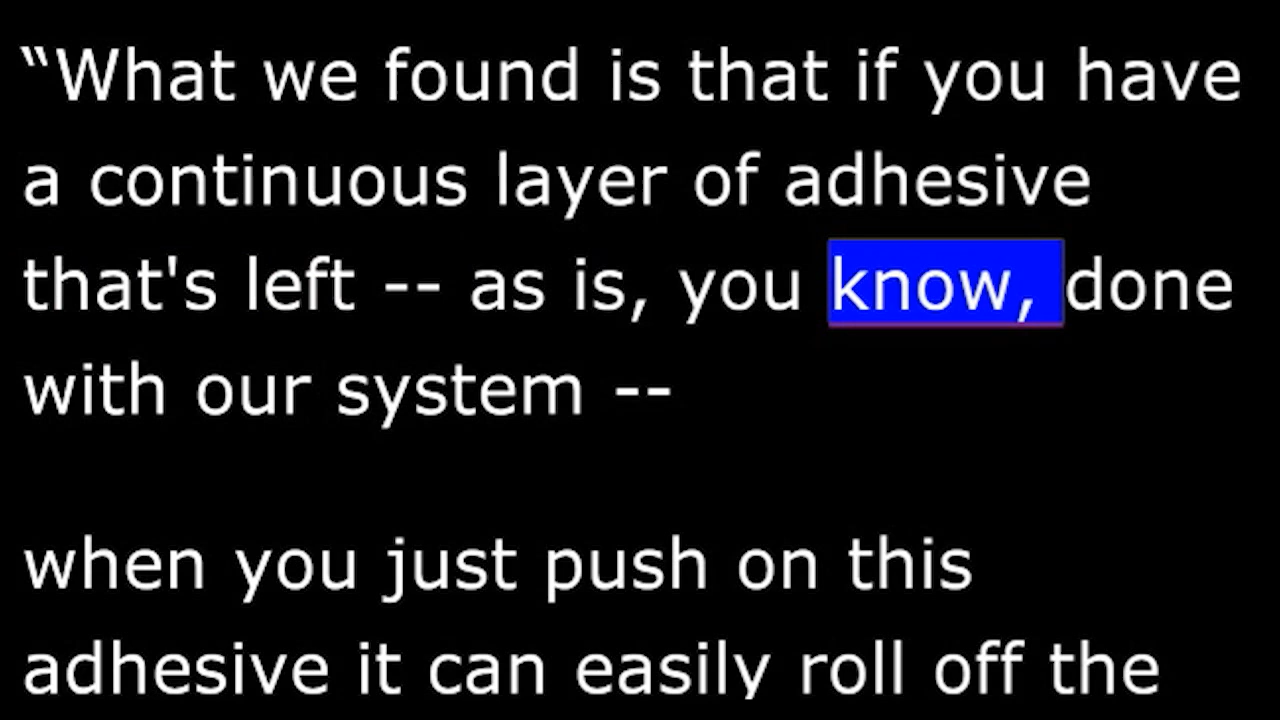 “What we found is that if you have
a continuous layer of adhesive
that's left -- as is, you know, done
with our system --
when you just push on this
adhesive it can easily roll off the